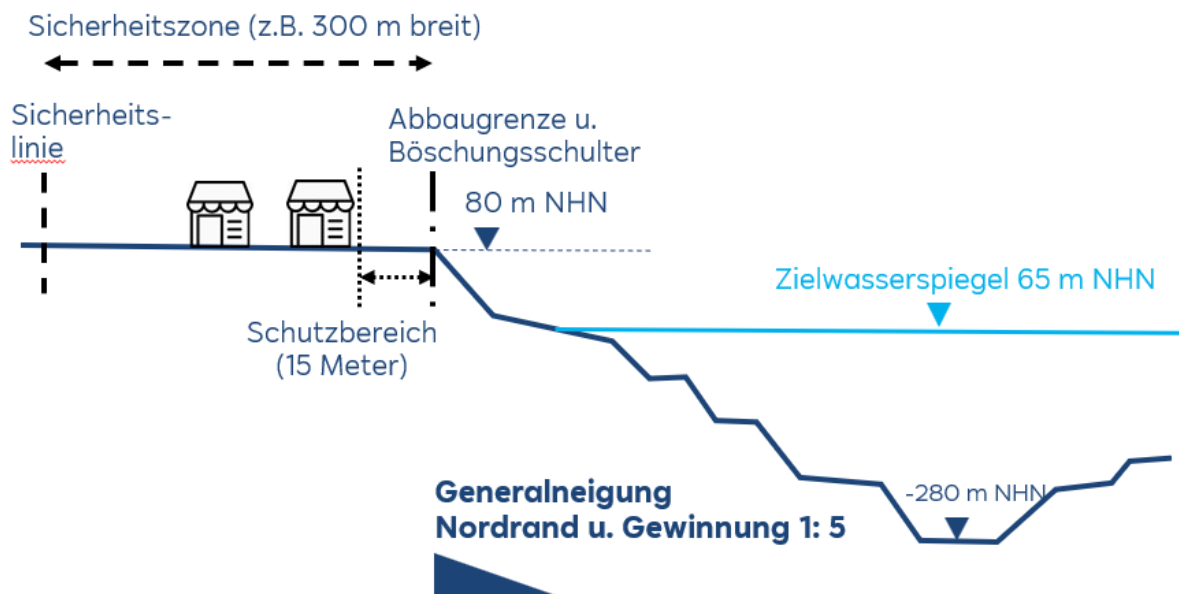 Sicherheitszone (z.B. 300 m breit)
Sicherheits-
linie
Abbaugrenze u.
Böschungsschulter
80 m NHN
Zielwasserspiegel 65 m NHN
Schutzbereich
(15 Meter)
Generalneigung
Nordrand u. Gewinnung 1: 5
-280 m NHN